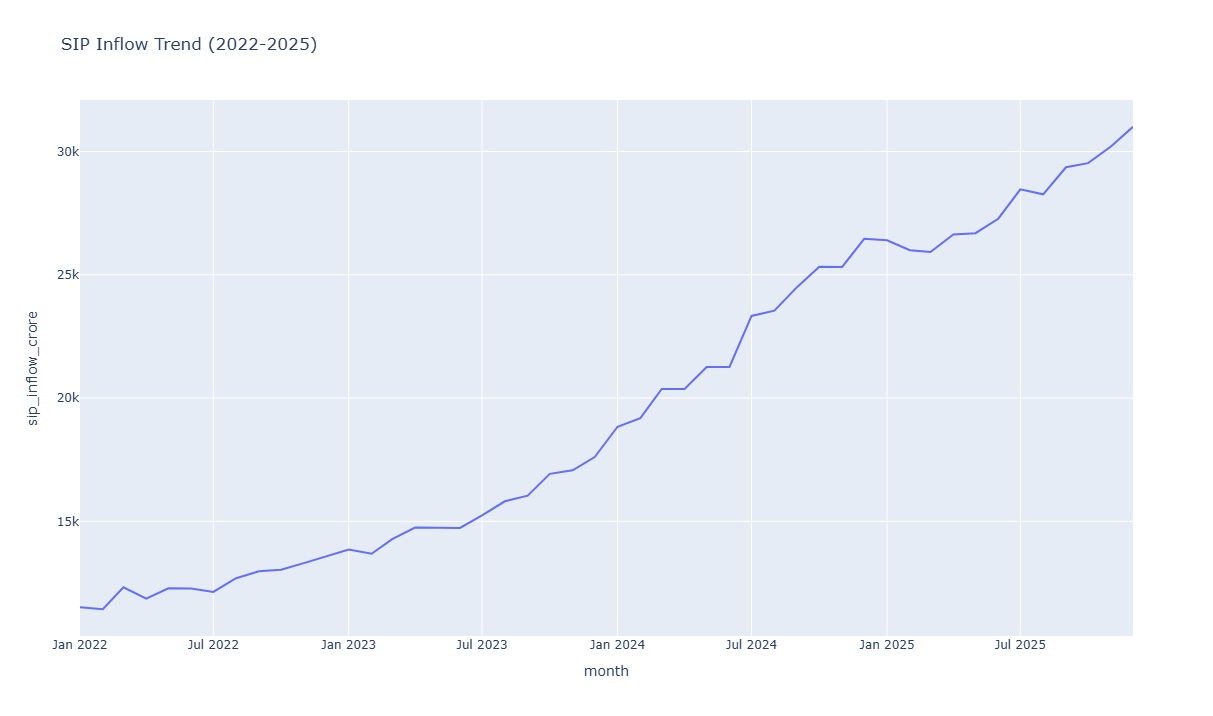 SIP Inflow Trend (2022-2025)
30k
25k
20k
15k
sip_inflow_crore
Jan 2022 Jul 2022 Jan 2023 Jul 2023 Jan 2024 Jul 2024 Jan 2025 Jul 2025
month